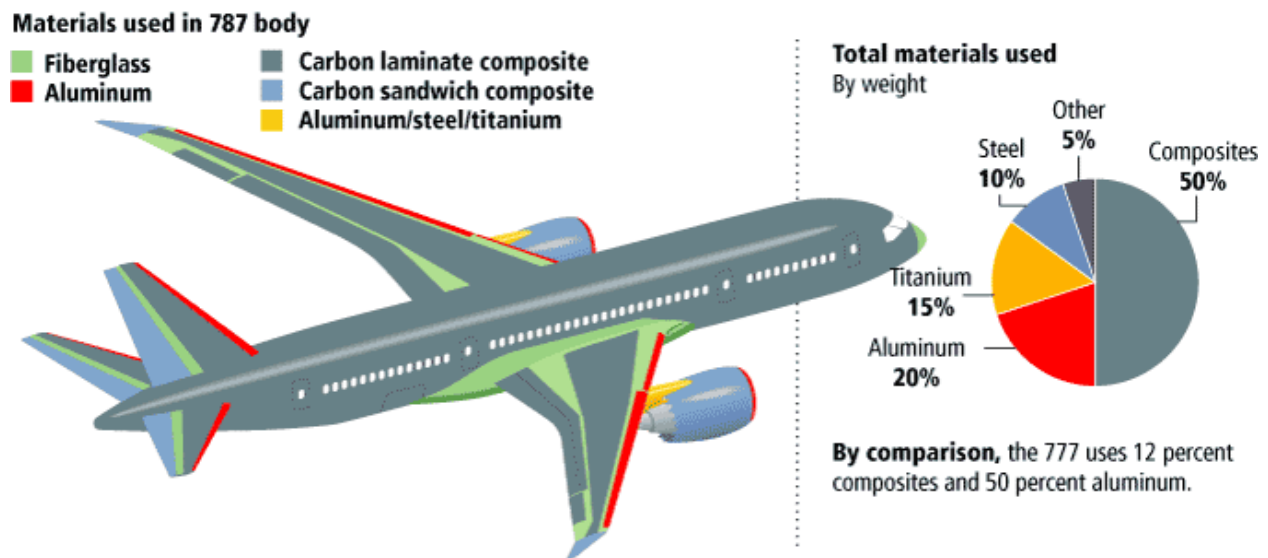 Materials used in 787 body
Fiberglass
Aluminum
Carbon laminate composite
Carbon sandwich composite
Aluminum/steel/titanium
Total materials used
By weight
Other
5%
Steel
10%
Composites
50%
Titanium
15%
Aluminum
20%
By comparison, the 777 uses 12 percent
composites and 50 percent aluminum.